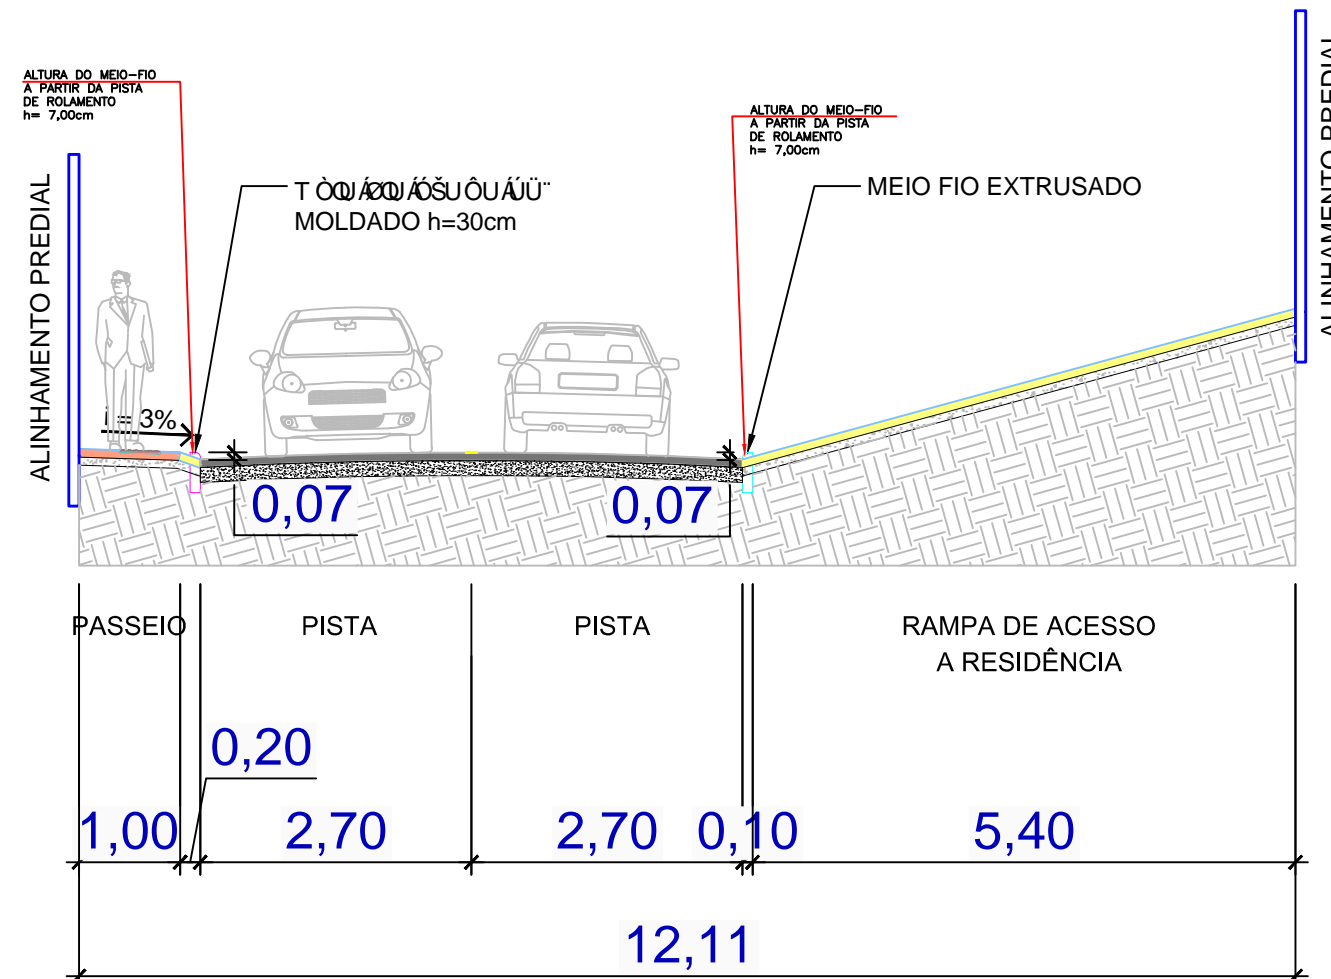 ALTURA DO MEIO-FIO
A PARTIR DA PISTA
DE ROLAMENTO
h= 7,00cm
ALTURA DO MEIO-FIO
A PARTIR DA PISTA
DE ROLAMENTO
h= 7,00cm
ALINHAMENTO PREDIAL
MOLDADO h=30cm
MEIO FIO EXTRUSADO
ALINHAMENTO PREDIAL
i = 3%
0,07
0,07
PASSEIO
PISTA
PISTA
RAMPA DE ACESSO
A RESIDÊNCIA
0,20
1,00
2,70
2,70
0,10
5,40
12,11